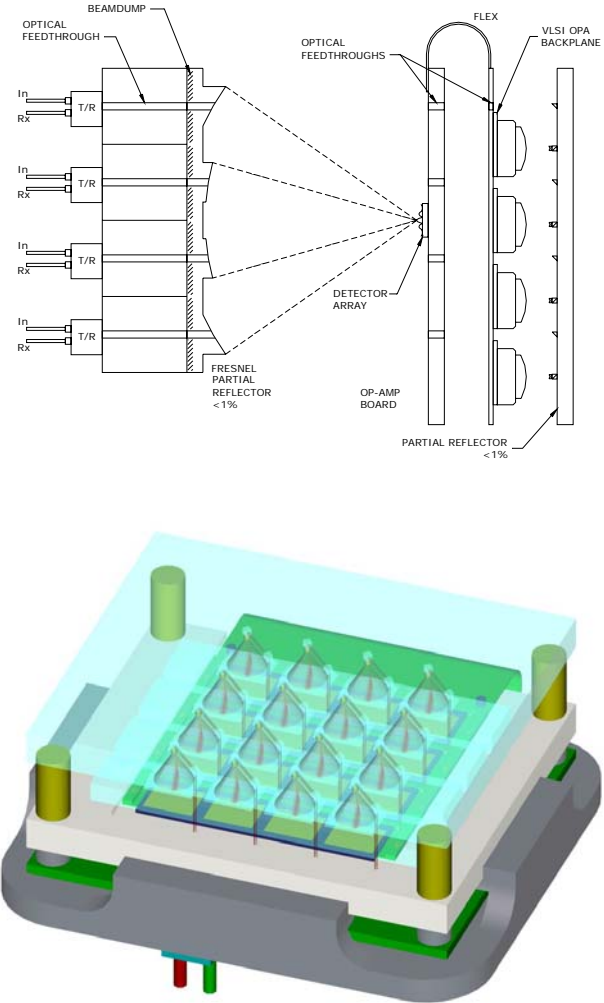 BEAMDUMP
OPTICAL
FEEDTHROUGH
FLEX
VLSI OPA
BACKPLANE
OPTICAL
FEEDTHROUGHS
In
Rx
T/R
In
Rx
T/R
In
Rx
T/R
In
Rx
T/R
DETECTOR
ARRAY
FRESNEL
PARTIAL
REFLECTOR
<1%
OP-AMP
BOARD
PARTIAL REFLECTOR
<1%